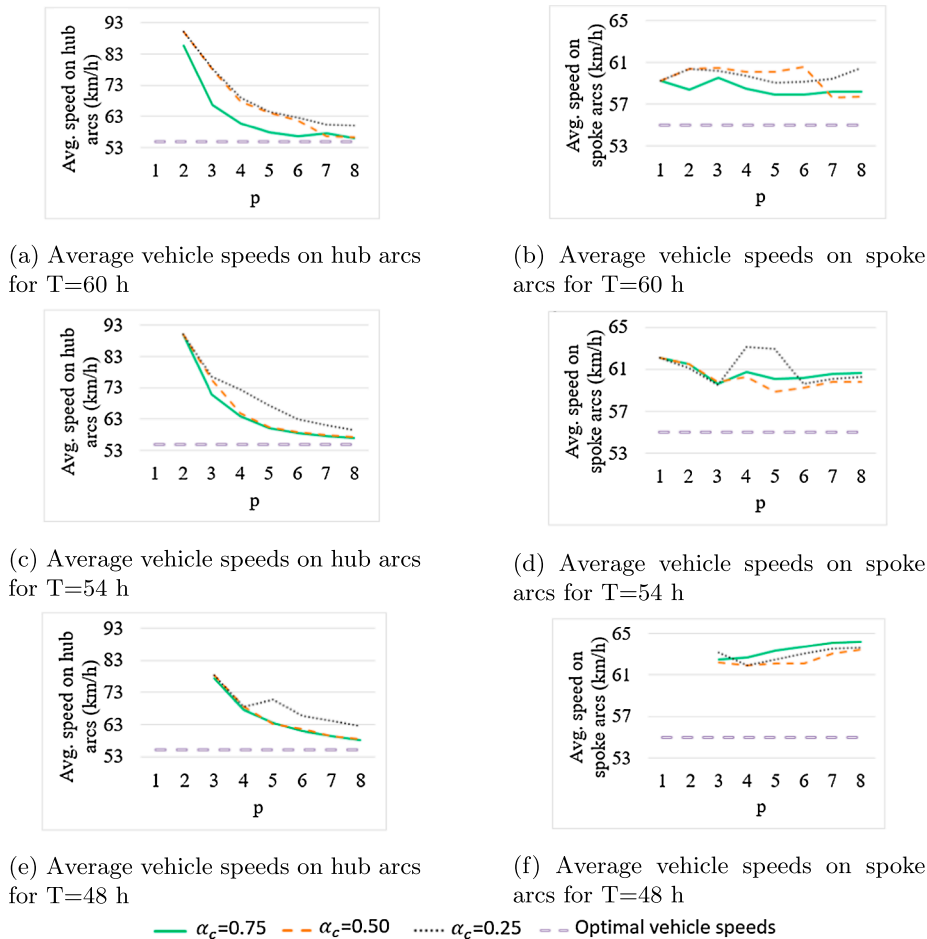 93
83
73
63
53
Avg. speed on hub
arcs (km/h)
1 2 3 4 5 6 7 8
p
65
61
57
53
Avg. speed on
spoke arcs (km/h)
1 2 3 4 5 6 7 8
p
(a) Average vehicle speeds on hub arcs
for T=60 h
(b) Average vehicle speeds on spoke
arcs for T=60 h
93
83
73
63
53
Avg. speed on hub
arcs (km/h)
1 2 3 4 5 6 7 8
p
65
61
57
53
Avg. speed on
spoke arcs (km/h)
1 2 3 4 5 6 7 8
p
(c) Average vehicle speeds on hub arcs
for T=54 h
(d) Average vehicle speeds on spoke
arcs for T=54 h
93
83
73
63
53
Avg. speed on hub
arcs (km/h)
1 2 3 4 5 6 7 8
p
65
61
57
53
Avg. speed on
spoke arcs (km/h)
1 2 3 4 5 6 7 8
p
(e) Average vehicle speeds on hub arcs
for T=48 h
(f) Average vehicle speeds on spoke
arcs for T=48 h
α_c=0.75 α_c=0.50 α_c=0.25 Optimal vehicle speeds